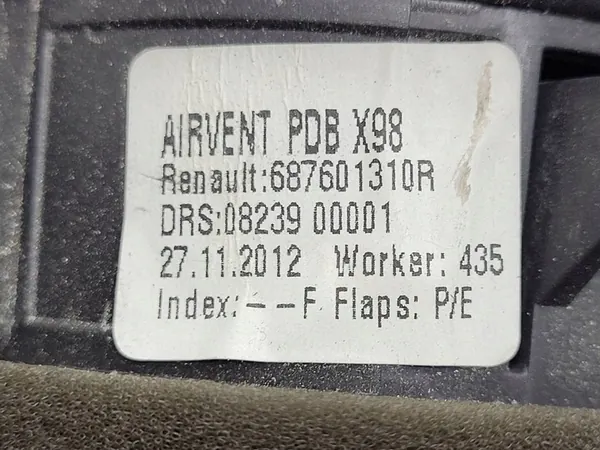 AIRVENT PDB X98
Renault:687601310R
DRS:08239 00001
27.11.2012 Worker: 435
Index:--F Flaps: P/E